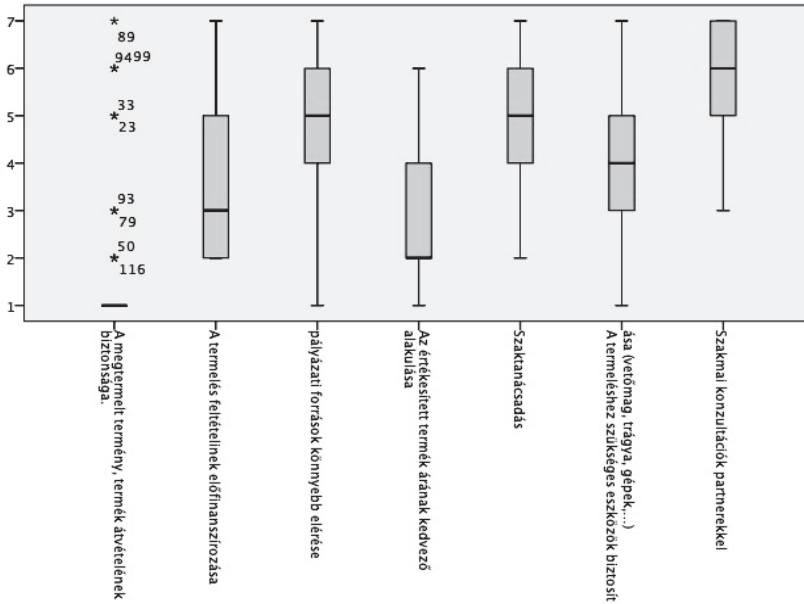 7
6
5
4
3
2
1
89
9499
33
23
93
79
50
116
A megtermelt termény, termék átvételének
biztonsága.
A termelés feltételinek előfinanszírozása
pályázati források könnyebb elérése
Az értékesített termék árának kedvező
alakulása
Szaktanácsadás
A termeléshez szükséges eszközök biztosít
ása (vetőmag, trágya, gépek,...)
Szakmai konzultációk partnerekkel